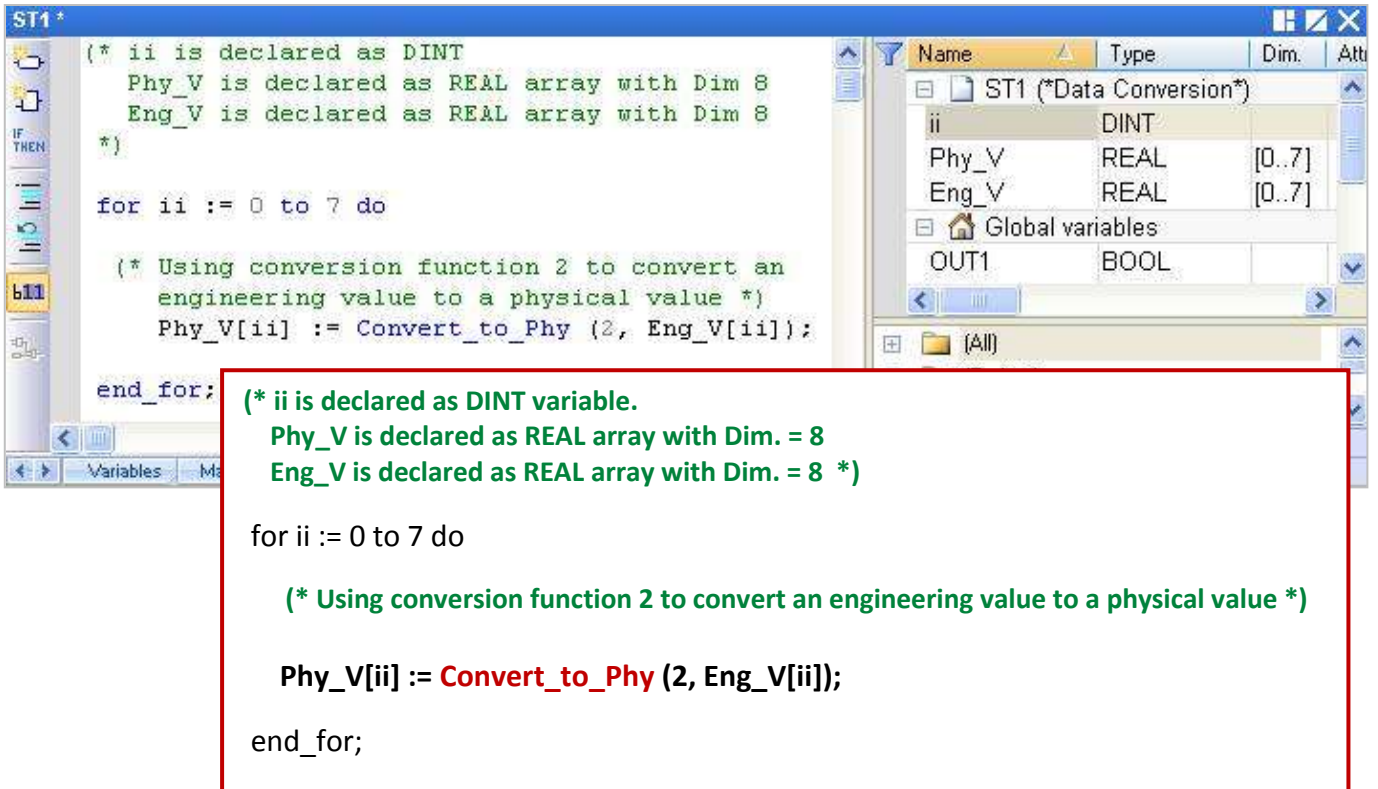 ST1 *
(* ii is declared as DINT
Phy_V is declared as REAL array with Dim 8
Eng_V is declared as REAL array with Dim 8
*)
for ii := 0 to 7 do
(* Using conversion function 2 to convert an
engineering value to a physical value *)
Phy_V[ii] := Convert_to_Phy (2, Eng_V[ii]);
end_for;
IF
THEN
b11
Name Type Dim.
ST1 (*Data Conversion*)
ii DINT
Phy_V REAL [0..7]
Eng_V REAL [0..7]
Global variables
OUT1 BOOL
(All)
Variables
(* ii is declared as DINT variable.
Phy_V is declared as REAL array with Dim. = 8
Eng_V is declared as REAL array with Dim. = 8 *)
for ii := 0 to 7 do
(* Using conversion function 2 to convert an engineering value to a physical value *)
Phy_V[ii] := Convert_to_Phy (2, Eng_V[ii]);
end_for;